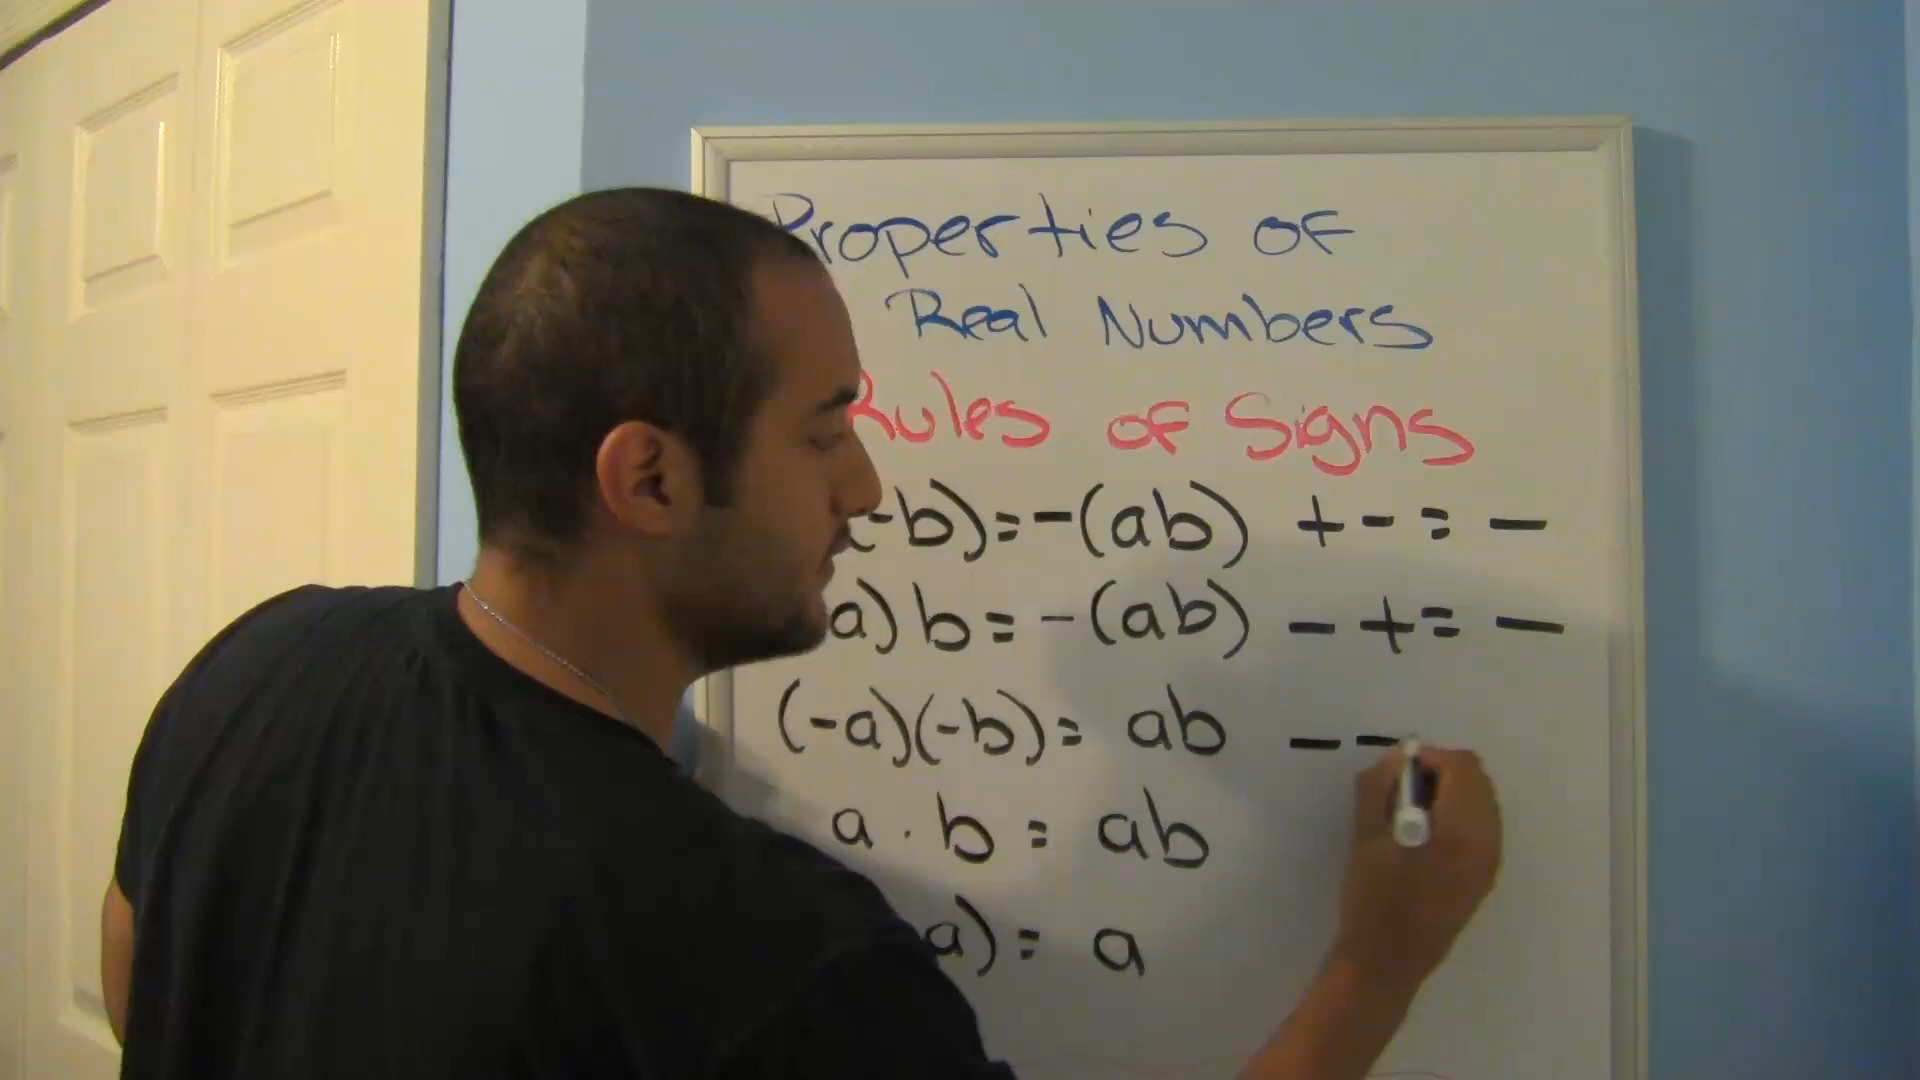 Properties of
Real Numbers
Rules of Signs
-b)=-(ab) + - = -
a)b=-(ab) - + = -
(-a)(-b)= ab - -
a · b = ab
a)= a